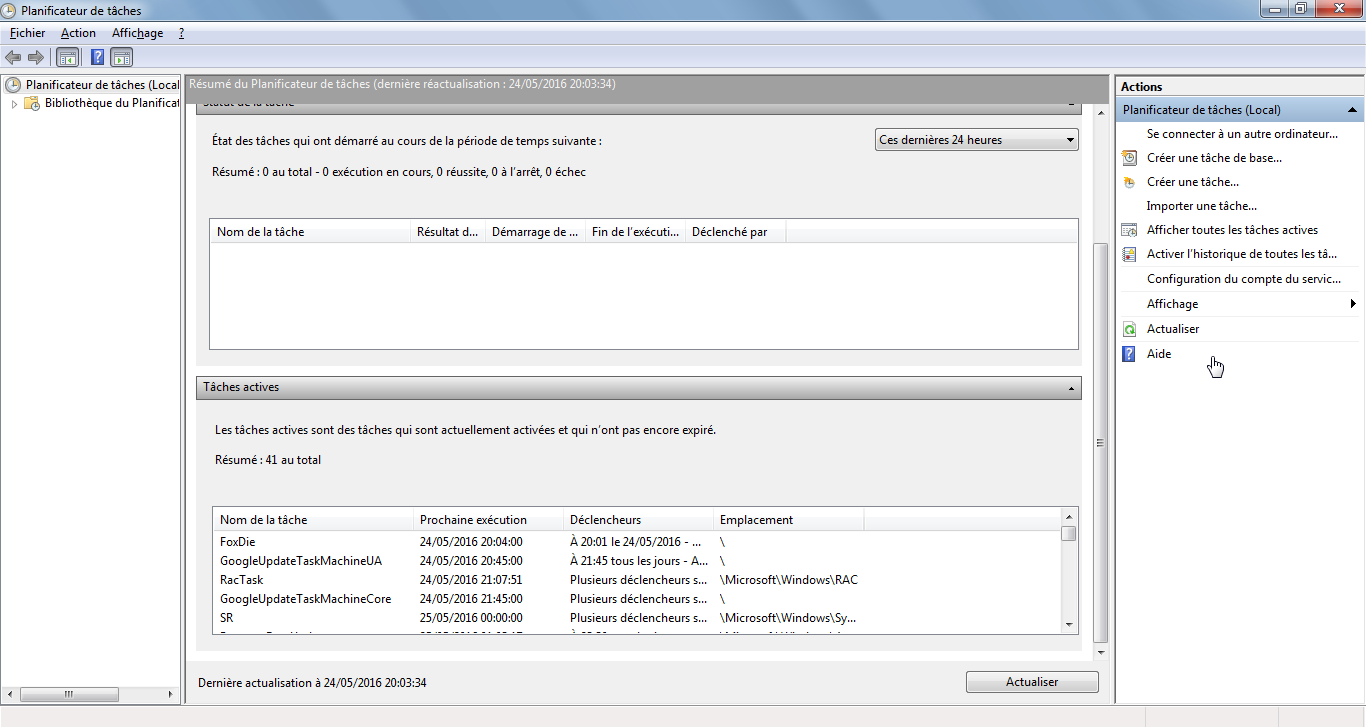 Planificateur de tâches
Fichier Action Affichage ?
Planificateur de tâches (Local
Bibliothèque du Planificat
Résumé du Planificateur de tâches (dernière réactualisation : 24/05/2016 20:03:34)
Statut de la tâche
État des tâches qui ont démarré au cours de la période de temps suivante :
Ces dernières 24 heures
Résumé : 0 au total - 0 exécution en cours, 0 réussite, 0 à l'arrêt, 0 échec
Nom de la tâche Résultat d... Démarrage de ... Fin de l'exécuti... Déclenché par
Tâches actives
Les tâches actives sont des tâches qui sont actuellement activées et qui n'ont pas encore expiré.
Résumé : 41 au total
Nom de la tâche Prochaine exécution Déclencheurs Emplacement
FoxDie 24/05/2016 20:04:00 À 20:01 le 24/05/2016 - ... \
GoogleUpdateTaskMachineUA 24/05/2016 20:45:00 À 21:45 tous les jours - A... \
RacTask 24/05/2016 21:07:51 Plusieurs déclencheurs s... \Microsoft\Windows\RAC
GoogleUpdateTaskMachineCore 24/05/2016 21:45:00 Plusieurs déclencheurs s... \
SR 25/05/2016 00:00:00 Plusieurs déclencheurs s... \Microsoft\Windows\Sy...
Dernière actualisation à 24/05/2016 20:03:34
Actualiser
Actions
Planificateur de tâches (Local)
Se connecter à un autre ordinateur...
Créer une tâche de base...
Créer une tâche...
Importer une tâche...
Afficher toutes les tâches actives
Activer l'historique de toutes les tâ...
Configuration du compte du servic...
Affichage
Actualiser
Aide